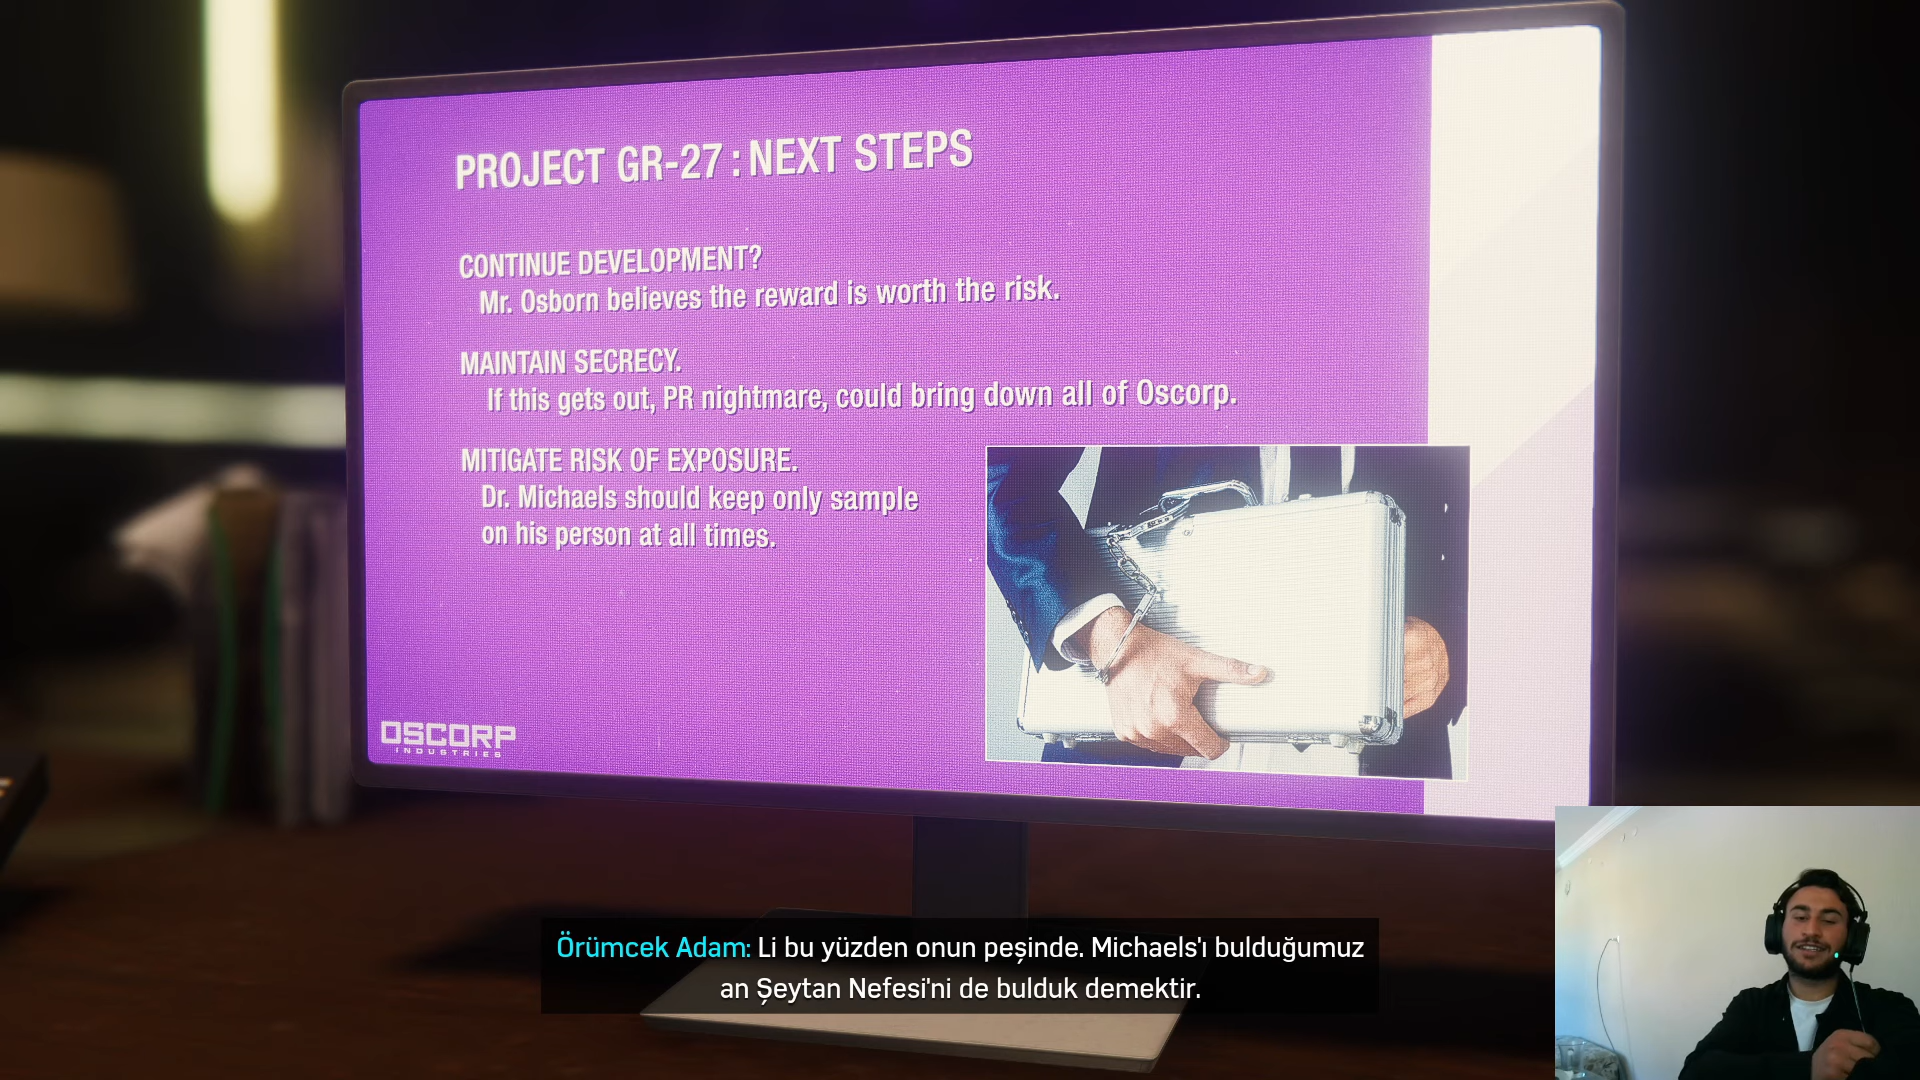 PROJECT GR-27 : NEXT STEPS
CONTINUE DEVELOPMENT?
Mr. Osborn believes the reward is worth the risk.
MAINTAIN SECRECY.
If this gets out, PR nightmare, could bring down all of Oscorp.
MITIGATE RISK OF EXPOSURE.
Dr. Michaels should keep only sample
on his person at all times.
OSCORP
INDUSTRIES
Örümcek Adam: Li bu yüzden onun peşinde. Michaels'ı bulduğumuz
an Şeytan Nefesi'ni de bulduk demektir.